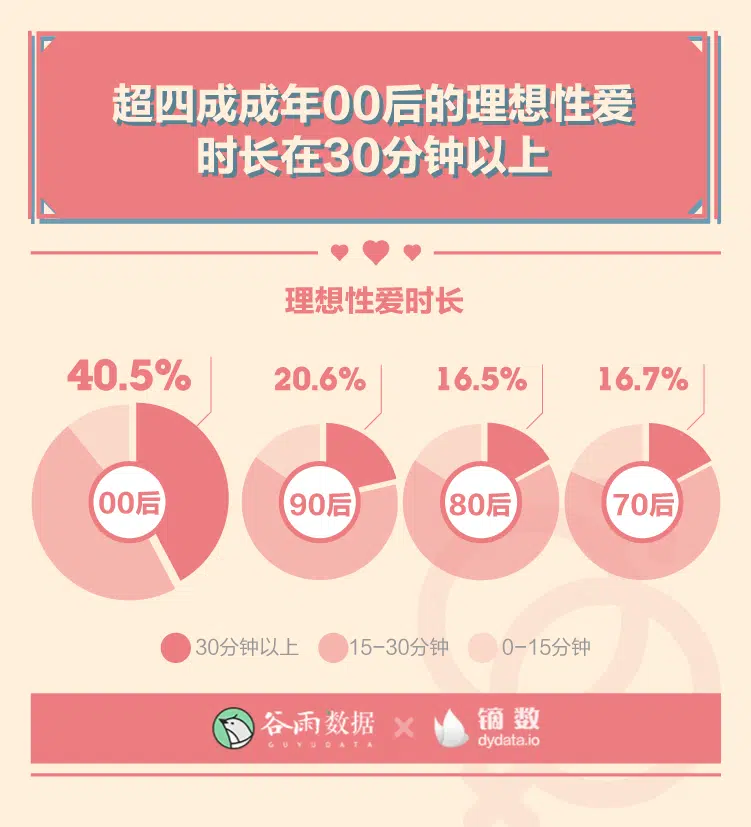 超四成成年00后的理想性爱
时长在30分钟以上
理想性爱时长
40.5%
20.6%
16.5%
16.7%
00后
90后
80后
70后
30分钟以上
15-30分钟
0-15分钟
谷雨数据
GUYUDATA
×
镝数
dydata.io